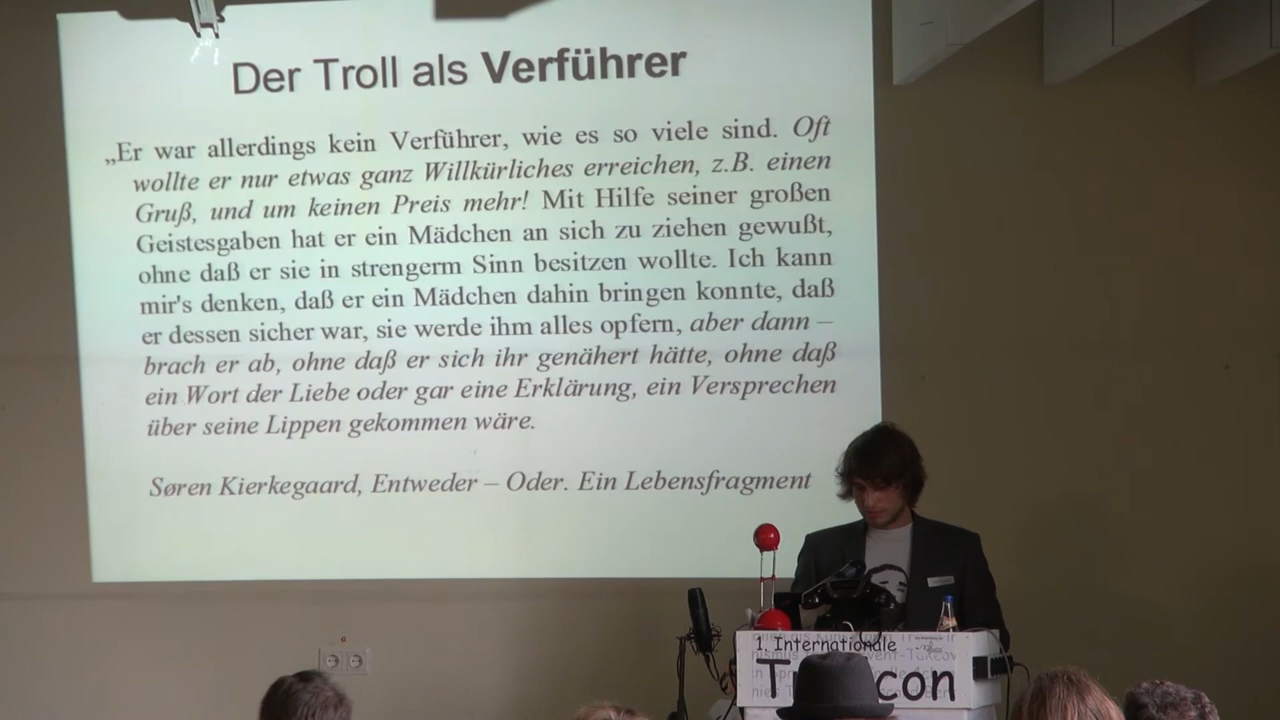 Der Troll als Verführer
„Er war allerdings kein Verführer, wie es so viele sind. Oft
wollte er nur etwas ganz Willkürliches erreichen, z.B. einen
Gruß, und um keinen Preis mehr! Mit Hilfe seiner großen
Geistesgaben hat er ein Mädchen an sich zu ziehen gewußt,
ohne daß er sie in strengerm Sinn besitzen wollte. Ich kann
mir's denken, daß er ein Mädchen dahin bringen konnte, daß
er dessen sicher war, sie werde ihm alles opfern, aber dann –
brach er ab, ohne daß er sich ihr genähert hätte, ohne daß
ein Wort der Liebe oder gar eine Erklärung, ein Versprechen
über seine Lippen gekommen wäre.
Søren Kierkegaard, Entweder – Oder. Ein Lebensfragment
1. Internationale
T con